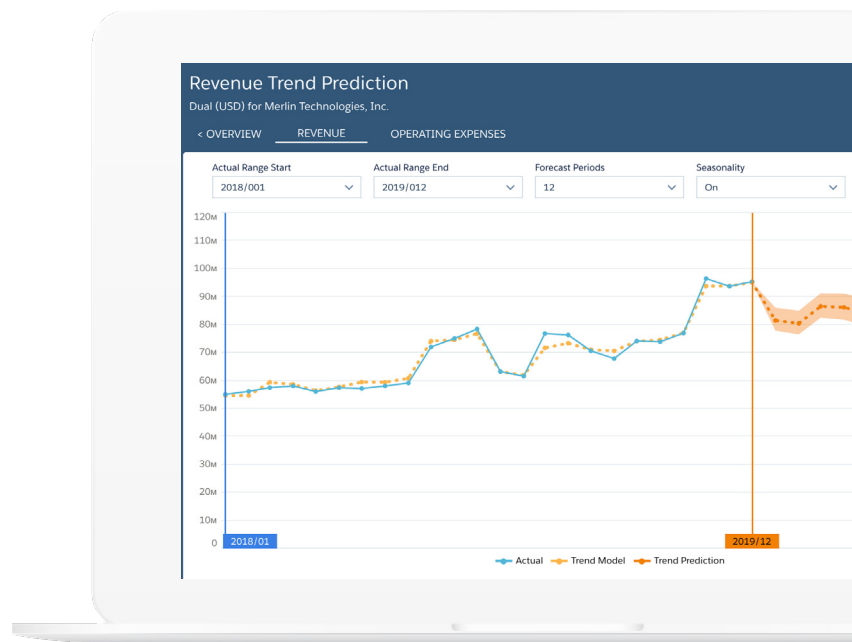 Revenue Trend Prediction
Dual (USD) for Merlin Technologies, Inc.
< OVERVIEW REVENUE OPERATING EXPENSES
Actual Range Start Actual Range End Forecast Periods Seasonality
2018/001 2019/012 12 On
120M
110M
100M
90M
80M
70M
60M
50M
40M
30M
20M
10M
0 2018/01 2019/12
Actual Trend Model Trend Prediction